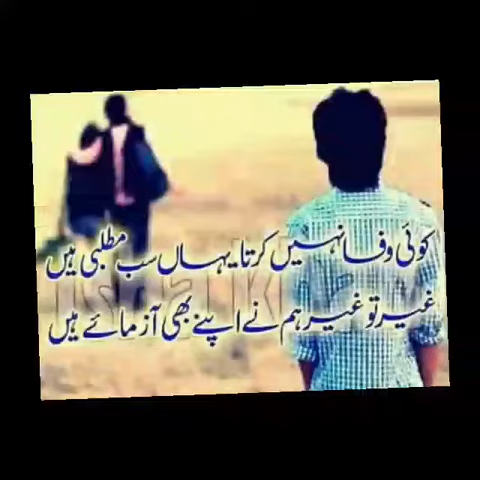 کوئی وفا نہیں کرتا یہاں سب مطلبی ہیں
غیر تو غیر ہم نے اپنے بھی آزمائے ہیں